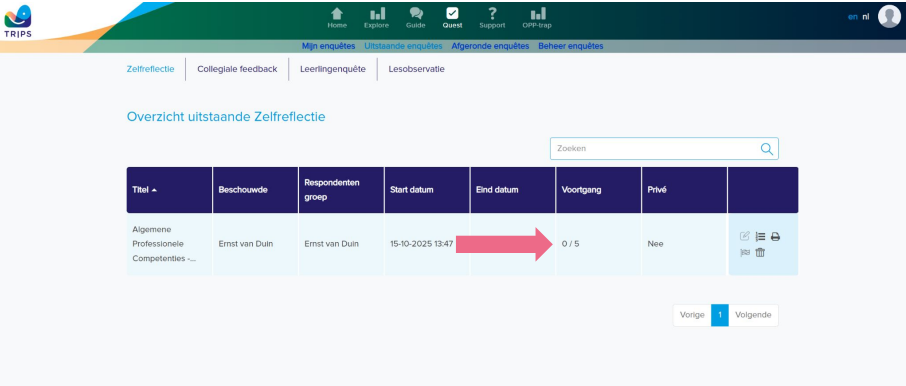 TRIPS
Home Explore Guide Quest Support OPP-trap
en nl
Mijn enquêtes Uitstaande enquêtes Afgeronde enquêtes Beheer enquêtes
Zelfreflectie Collegiale feedback Leerlingenquête Lesobservatie
Overzicht uitstaande Zelfreflectie
Zoeken
Titel Beschouwde Respondenten groep Start datum Eind datum Voortgang Privé
Algemene
Professionele
Competenties -...
Ernst van Duin Ernst van Duin 15-10-2025 13:47 0 / 5 Nee
Vorige 1 Volgende